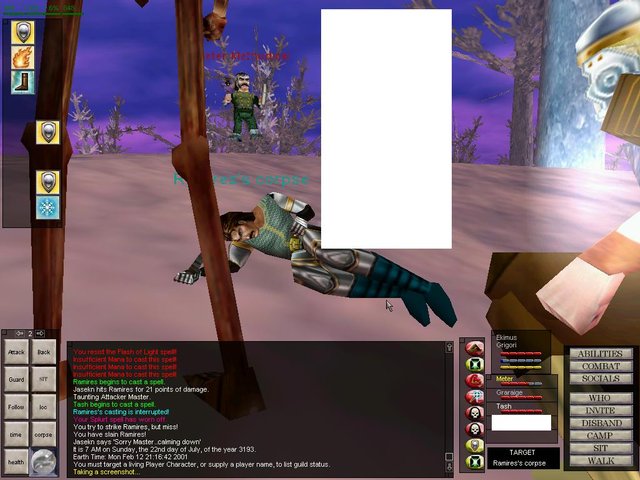 Ramires's corpse
2
Attack
Back
Guard
SIT
Follow
loc
time
corpse
health
You resist the Flash of Light spell!
Insufficient Mana to cast this spell!
Insufficient Mana to cast this spell!
Insufficient Mana to cast this spell!
Ramires begins to cast a spell.
Jasekn hits Ramires for 21 points of damage.
Taunting Attacker Master.
Tash begins to cast a spell.
Ramires's casting is interrupted!
Your Splurt spell has worn off.
You try to strike Ramires, but miss!
You have slain Ramires!
Jasekn says 'Sorry Master..calming down'
It is 7 AM on Sunday, the 22nd day of July, of the year 3193.
Earth Time: Mon Feb 12 21:16:42 2001
You must target a living Player Character, or supply a player name, to list guild status.
Taking a screenshot...
Ekimus
Grigori
Meter
Graraign
Tash
TARGET
Ramires's corpse
ABILITIES
COMBAT
SOCIALS
WHO
INVITE
DISBAND
CAMP
SIT
WALK